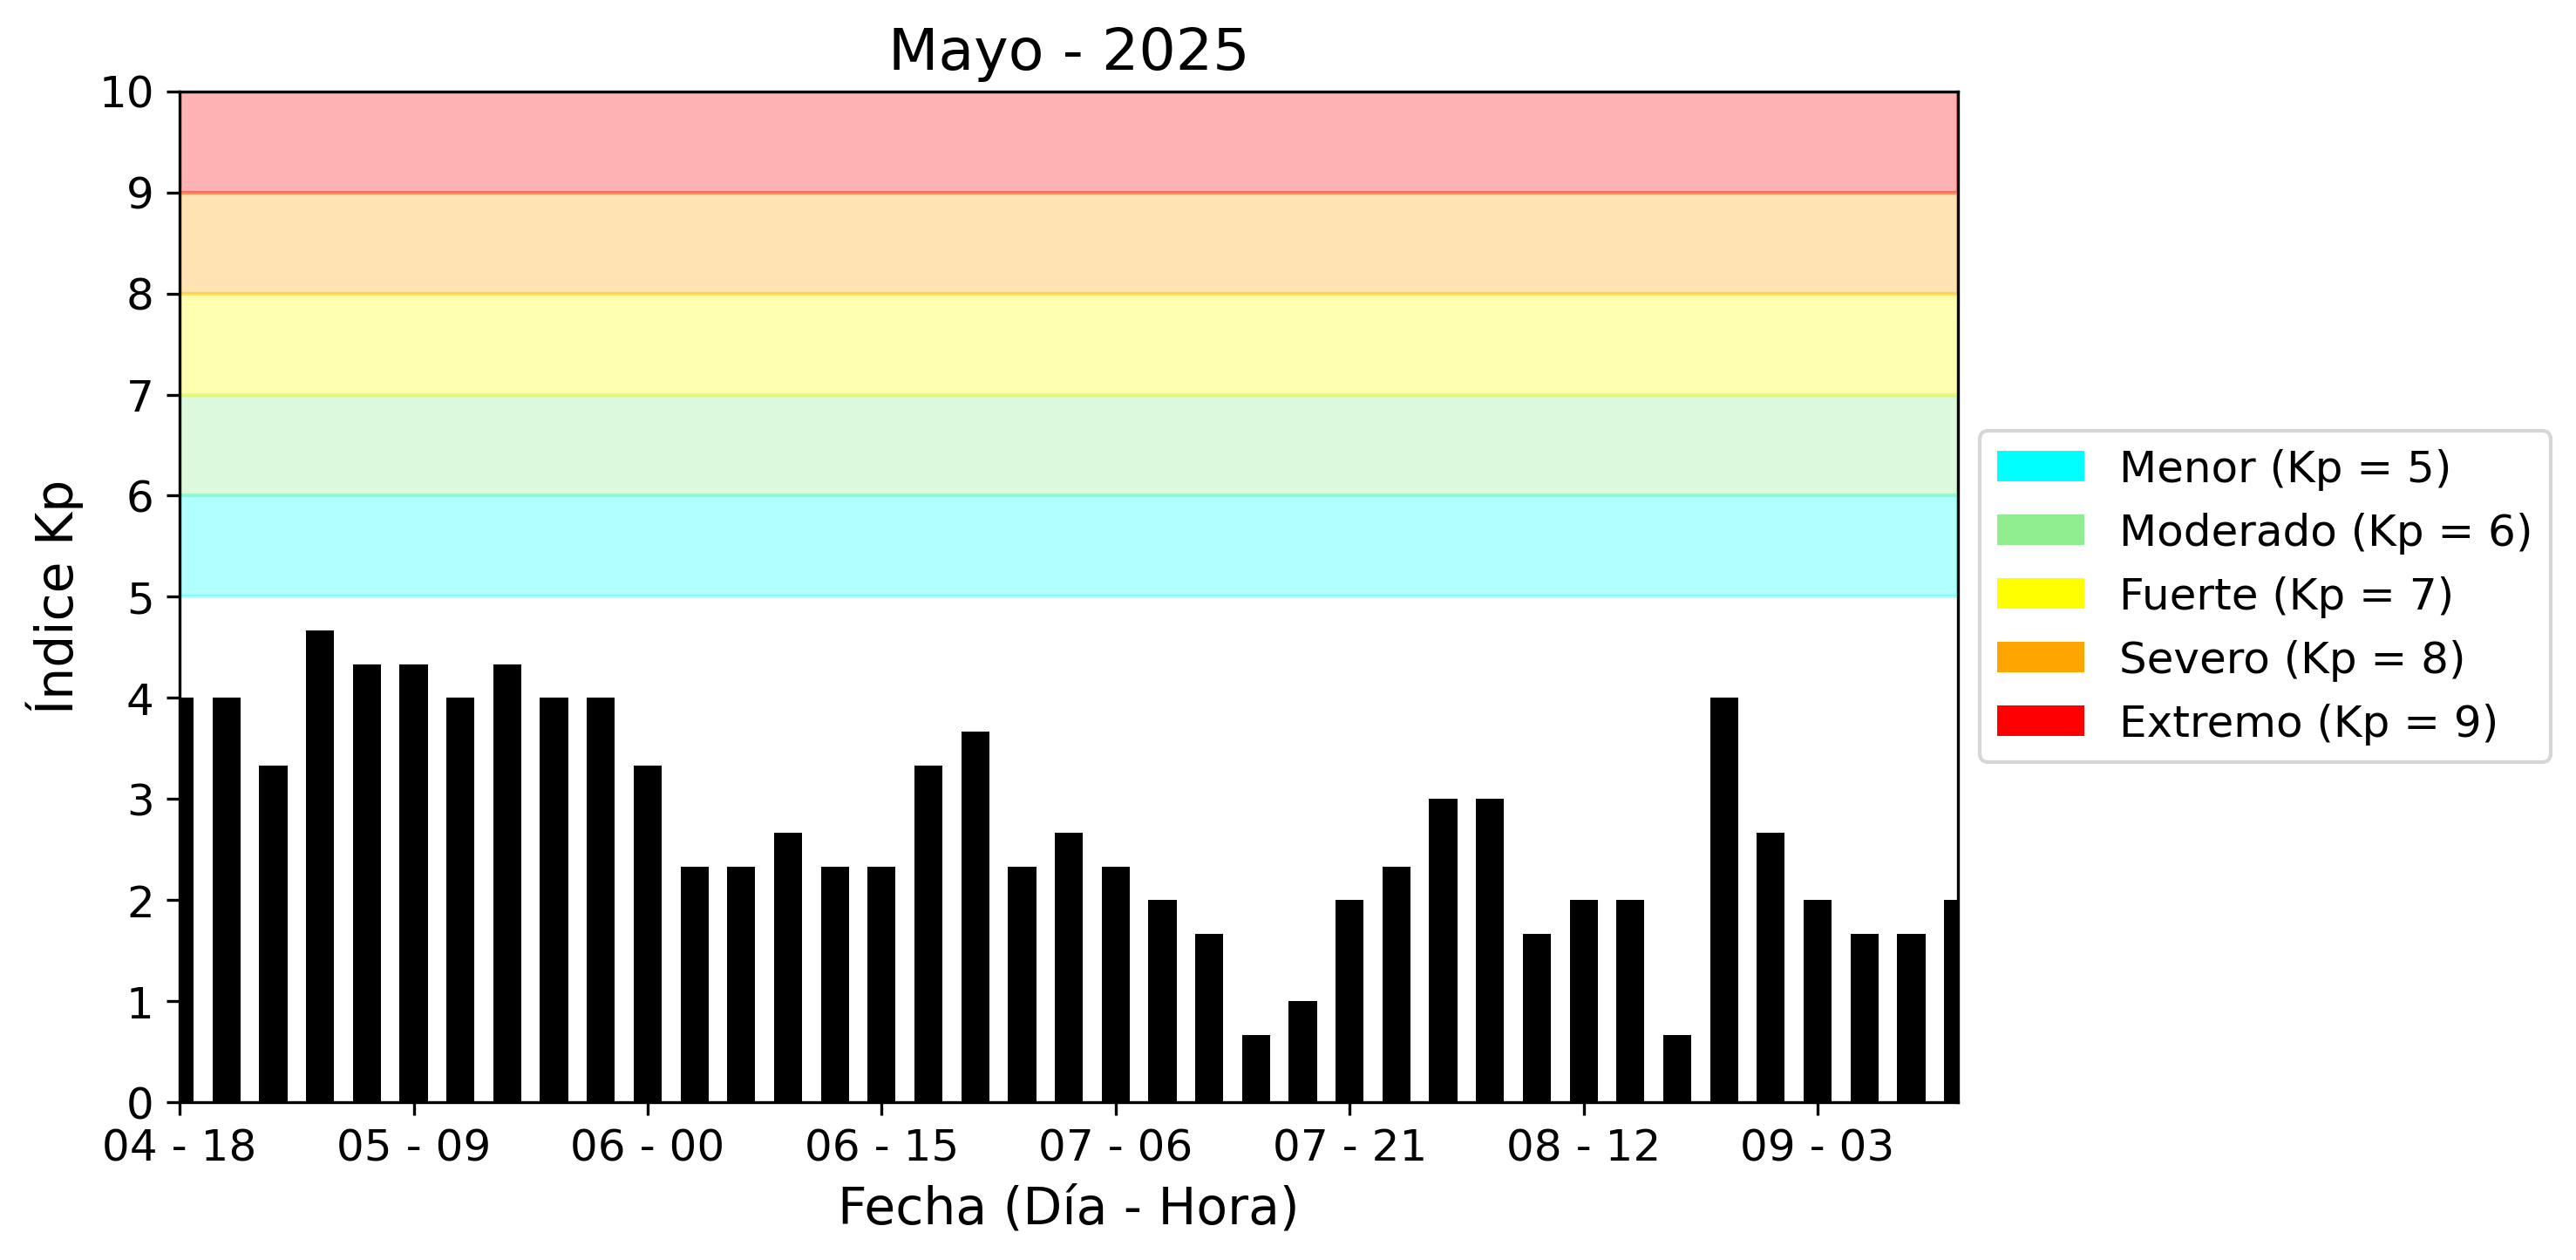 Mayo - 2025
Índice Kp
10
9
8
7
6
5
4
3
2
1
0
04 - 18
05 - 09
06 - 00
06 - 15
07 - 06
07 - 21
08 - 12
09 - 03
Fecha (Día - Hora)
Menor (Kp = 5)
Moderado (Kp = 6)
Fuerte (Kp = 7)
Severo (Kp = 8)
Extremo (Kp = 9)